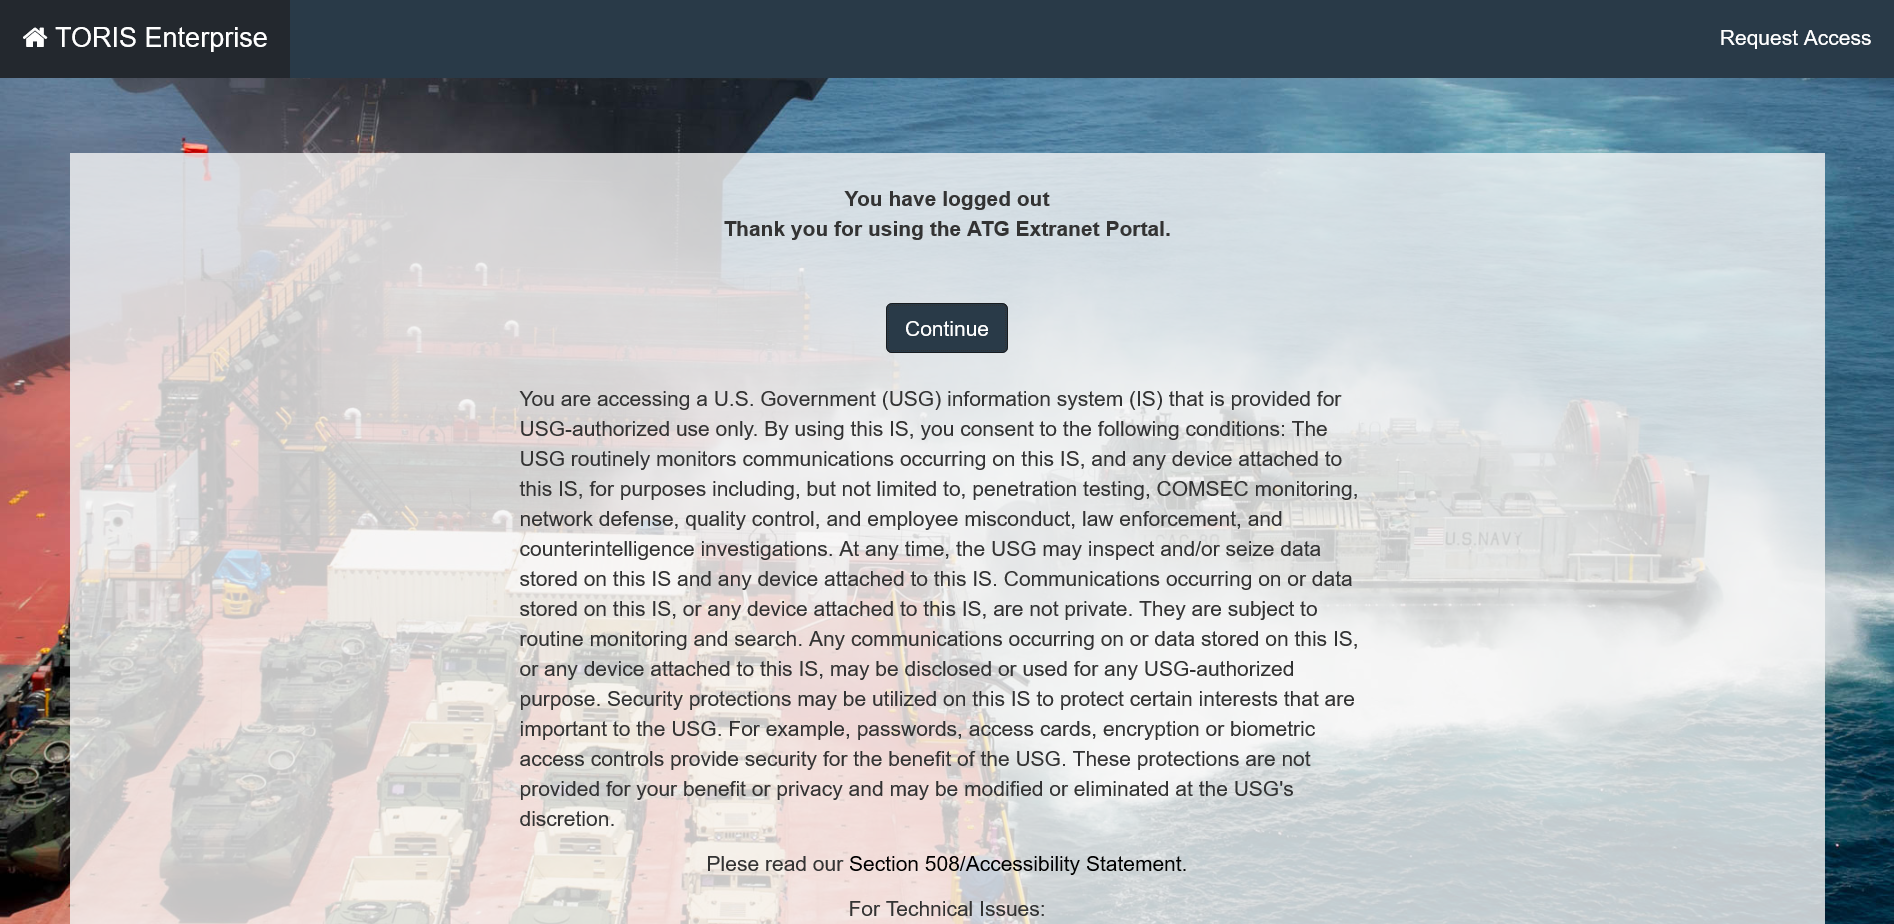 TORIS Enterprise
Request Access
You have logged out
Thank you for using the ATG Extranet Portal.
Continue
You are accessing a U.S. Government (USG) information system (IS) that is provided for
USG-authorized use only. By using this IS, you consent to the following conditions: The
USG routinely monitors communications occurring on this IS, and any device attached to
this IS, for purposes including, but not limited to, penetration testing, COMSEC monitoring,
network defense, quality control, and employee misconduct, law enforcement, and
counterintelligence investigations. At any time, the USG may inspect and/or seize data
stored on this IS and any device attached to this IS. Communications occurring on or data
stored on this IS, or any device attached to this IS, are not private. They are subject to
routine monitoring and search. Any communications occurring on or data stored on this IS,
or any device attached to this IS, may be disclosed or used for any USG-authorized
purpose. Security protections may be utilized on this IS to protect certain interests that are
important to the USG. For example, passwords, access cards, encryption or biometric
access controls provide security for the benefit of the USG. These protections are not
provided for your benefit or privacy and may be modified or eliminated at the USG's
discretion.
U.S. NAVY
Plese read our Section 508/Accessibility Statement.
For Technical Issues: